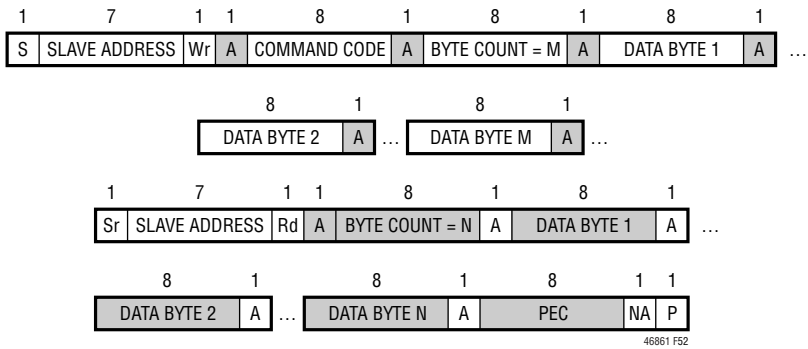 1 7 1 1 8 1 8 1 8 1
S SLAVE ADDRESS Wr A COMMAND CODE A BYTE COUNT = M A DATA BYTE 1 A …
8 1 8 1
DATA BYTE 2 A … DATA BYTE M A …
1 7 1 1 8 1 8 1
Sr SLAVE ADDRESS Rd A BYTE COUNT = N A DATA BYTE 1 A …
8 1 8 1 8 1 1
DATA BYTE 2 A … DATA BYTE N A PEC NA P
46861 F52